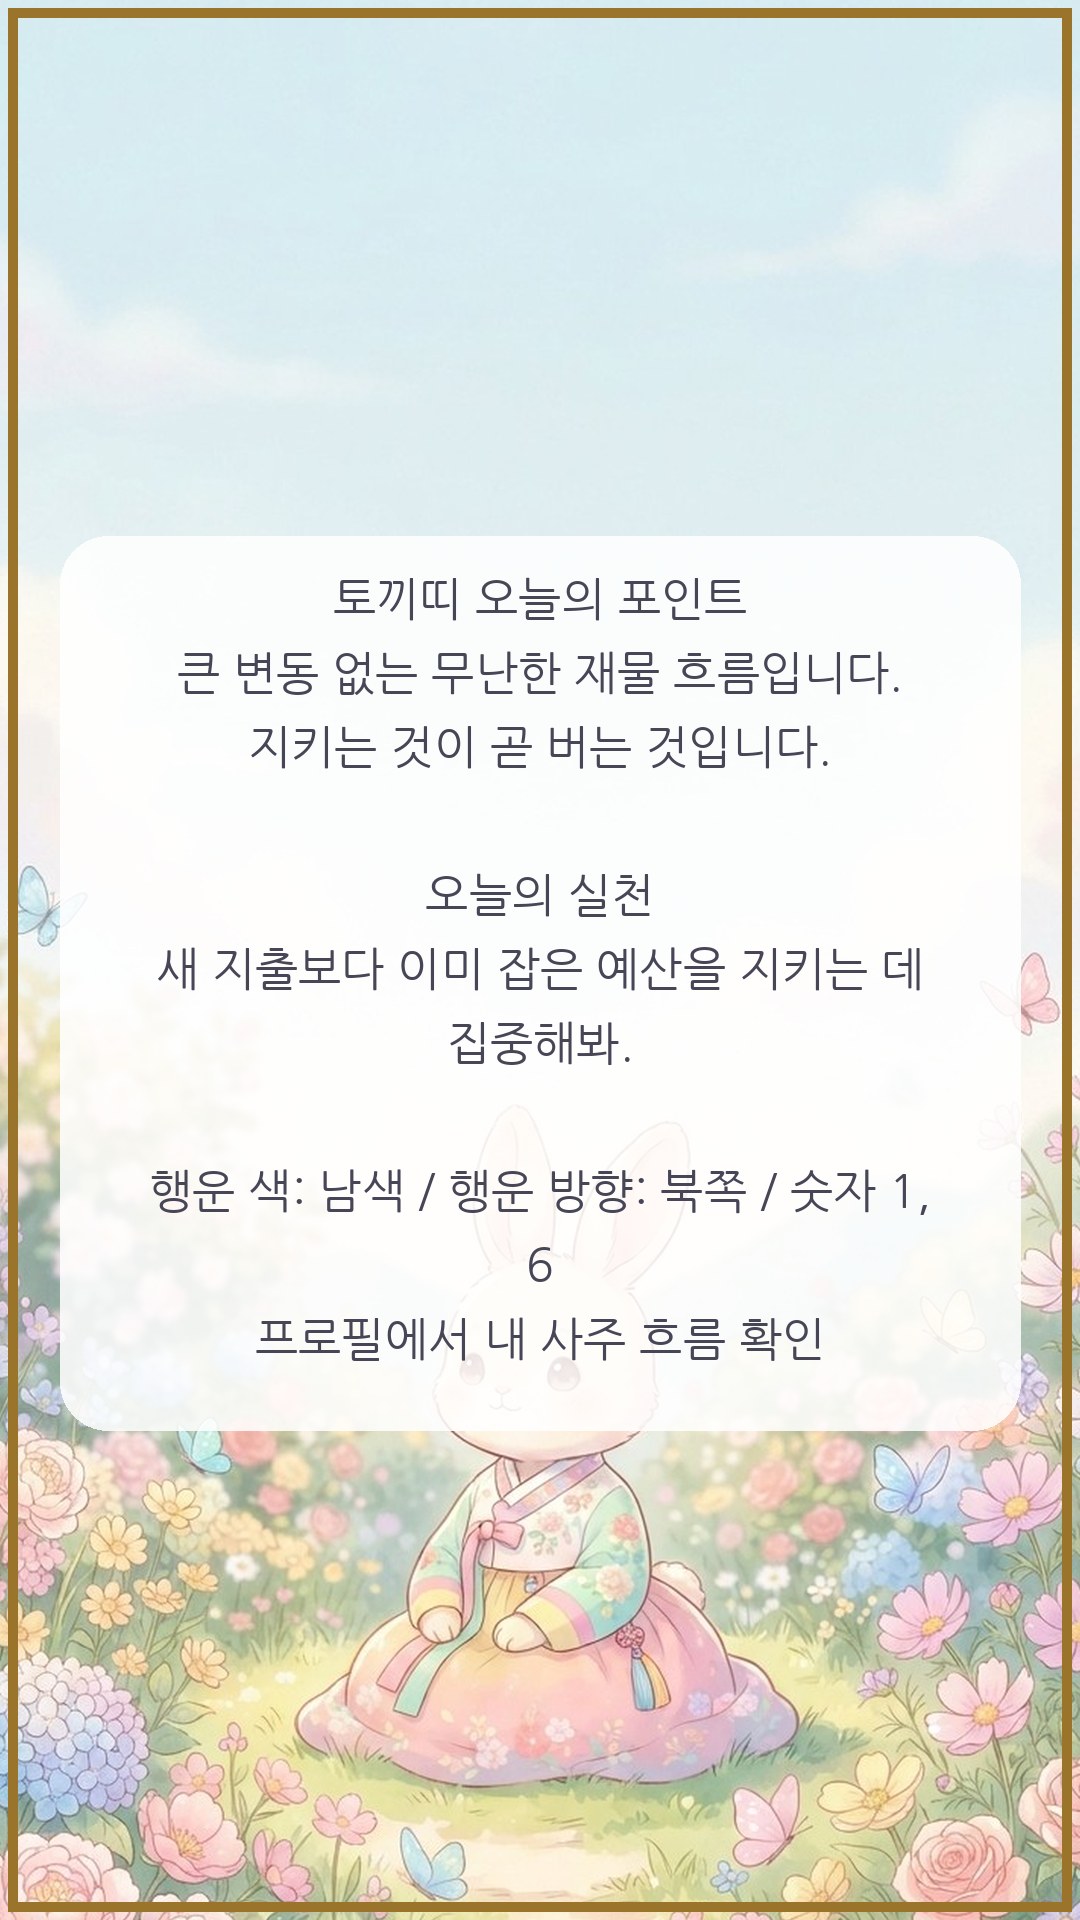 토끼띠 오늘의 포인트
큰 변동 없는 무난한 재물 흐름입니다.
지키는 것이 곧 버는 것입니다.
오늘의 실천
새 지출보다 이미 잡은 예산을 지키는 데
집중해봐.
행운 색: 남색 / 행운 방향: 북쪽 / 숫자 1,
6
프로필에서 내 사주 흐름 확인